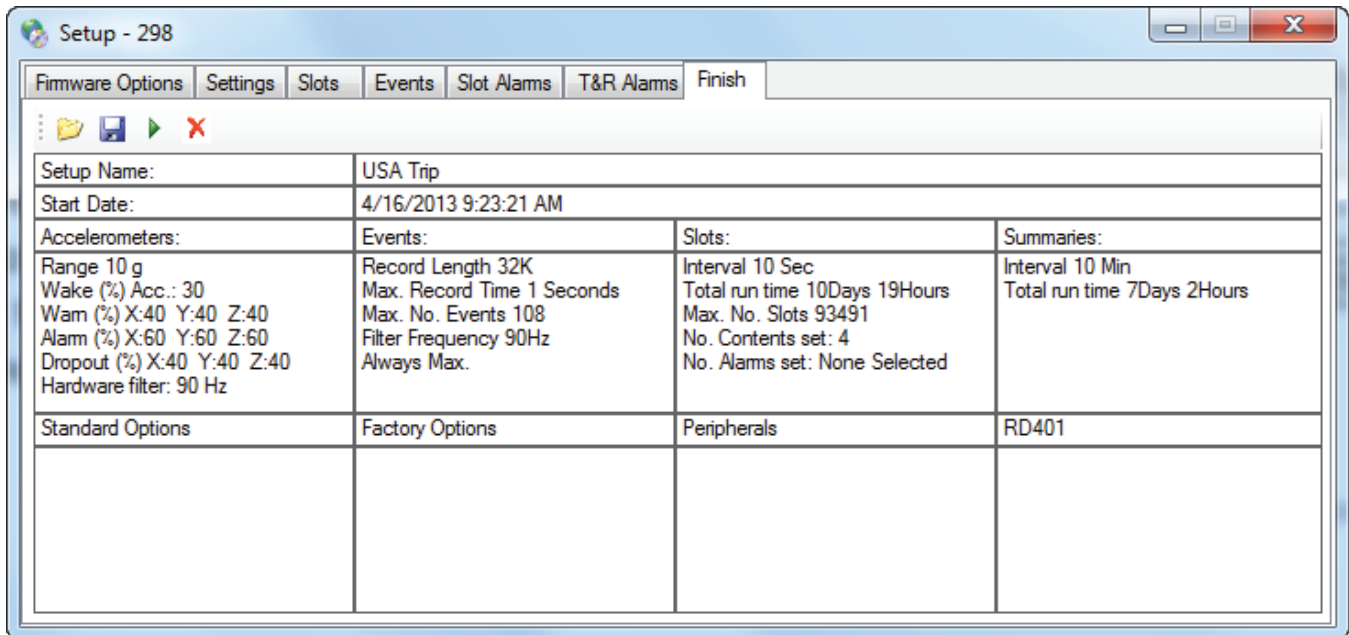 Setup - 298
Firmware Options Settings Slots Events Slot Alarms T&R Alarms Finish
Setup Name: USA Trip
Start Date: 4/16/2013 9:23:21 AM
Accelerometers: Events: Slots: Summaries:
Range 10 g Record Length 32K Interval 10 Sec Interval 10 Min
Wake (%) Acc.: 30 Max. Record Time 1 Seconds Total run time 10Days 19Hours Total run time 7Days 2Hours
Warn (%) X:40 Y:40 Z:40 Max. No. Events 108 Max. No. Slots 93491
Alarm (%) X:60 Y:60 Z:60 Filter Frequency 90Hz No. Contents set: 4
Dropout (%) X:40 Y:40 Z:40 Always Max. No. Alarms set: None Selected
Hardware filter: 90 Hz
Standard Options Factory Options Peripherals RD401